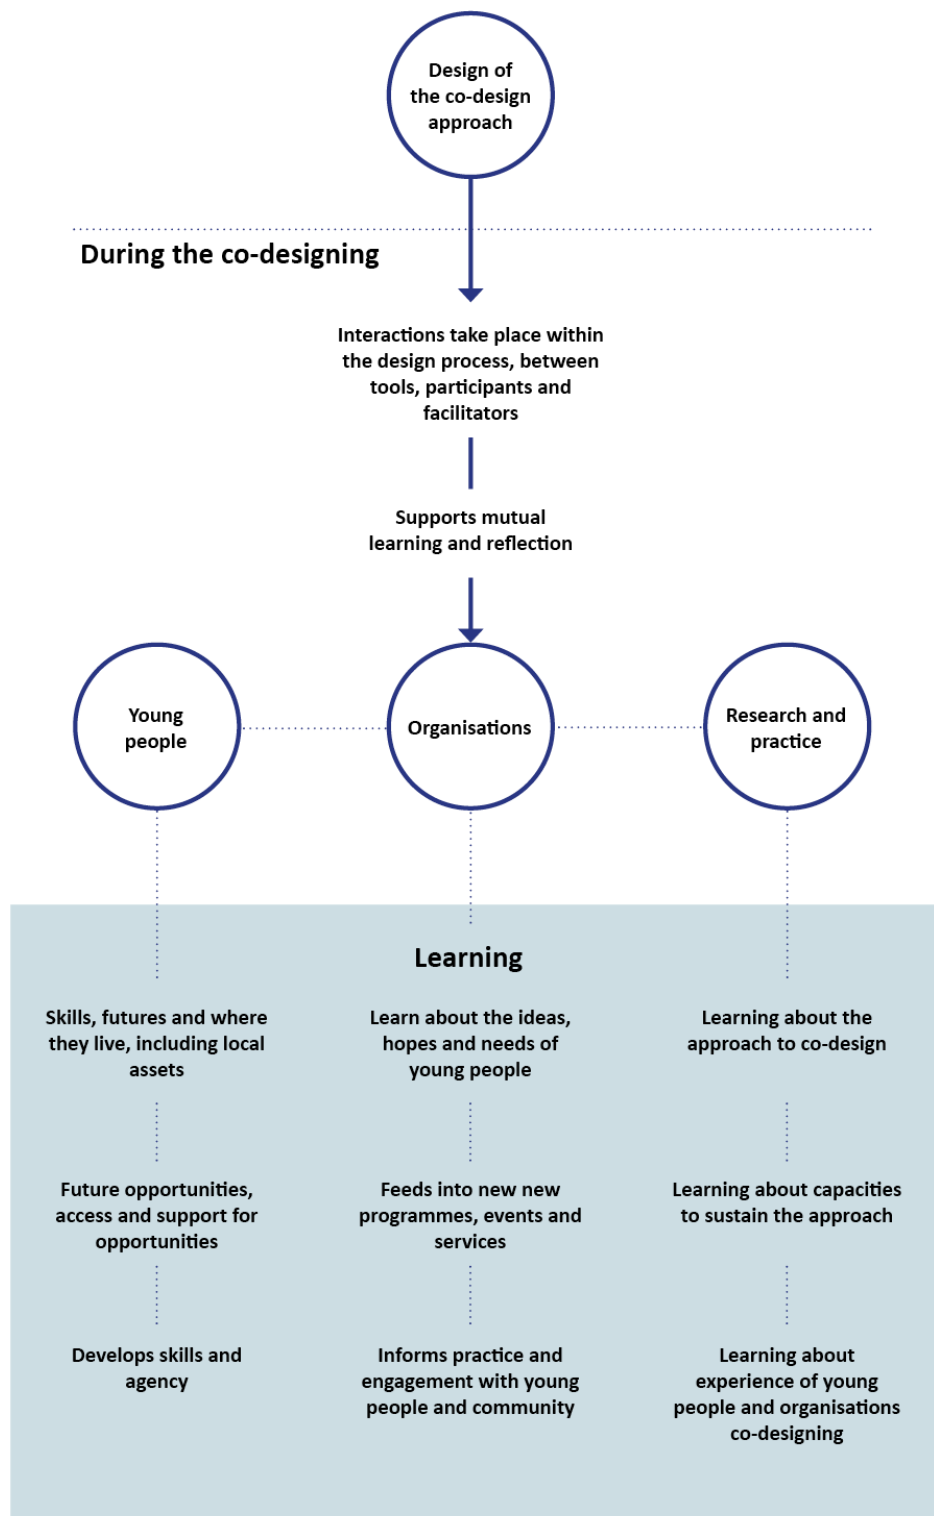 Design of
the co-design
approach
During the co-designing
Interactions take place within
the design process, between
tools, participants and
facilitators
Supports mutual
learning and reflection
Young
people
Organisations
Research and
practice
Learning
Skills, futures and where
they live, including local
assets
Learn about the ideas,
hopes and needs of
young people
Learning about the
approach to co-design
Future opportunities,
access and support for
opportunities
Feeds into new new
programmes, events and
services
Learning about capacities
to sustain the approach
Develops skills and
agency
Informs practice and
engagement with young
people and community
Learning about
experience of young
people and organisations
co-designing